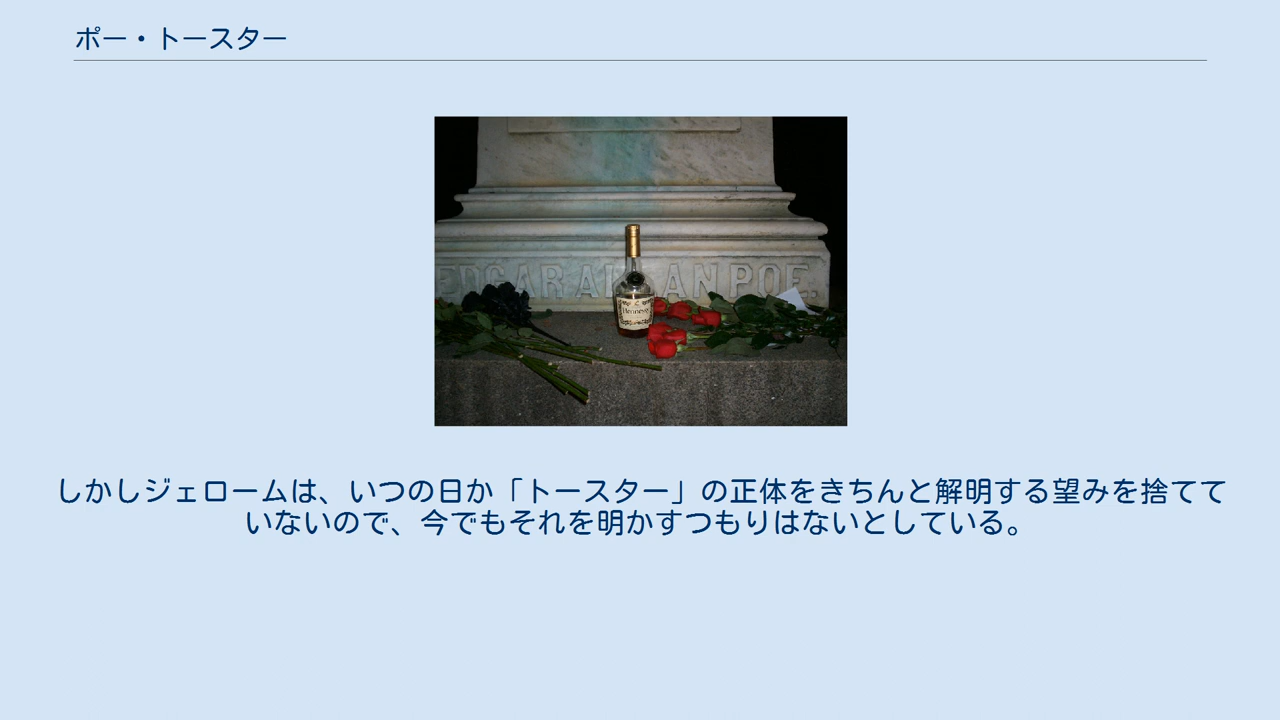 ポー・トースター
EDGAR ALLAN POE.
Hennessy
しかしジェロームは、いつの日か「トースター」の正体をきちんと解明する望みを捨てて
いないので、今でもそれを明かすつもりはないとしている。